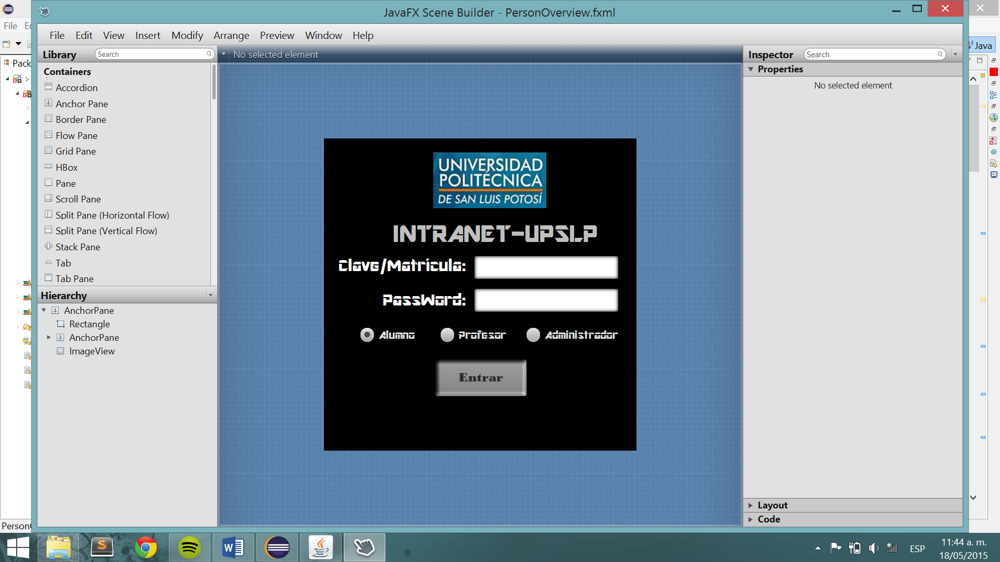 JavaFX Scene Builder - PersonOverview.fxml
File
File Edit View Insert Modify Arrange Preview Window Help
Library
Search
No selected element
Inspector
Search
Java
Pack
Containers
Properties
No selected element
Accordion
Anchor Pane
Border Pane
Flow Pane
Grid Pane
HBox
Pane
Scroll Pane
Split Pane (Horizontal Flow)
Split Pane (Vertical Flow)
Stack Pane
Tab
Tab Pane
Hierarchy
AnchorPane
Rectangle
AnchorPane
ImageView
UNIVERSIDAD
POLITÉCNICA
DE SAN LUIS POTOSÍ
INTRANET-UPSLP
Clave/Matrícula:
PassWord:
Alumno Profesor Administrador
Entrar
Layout
Code
PersonO
ESP
11:44 a. m.
18/05/2015